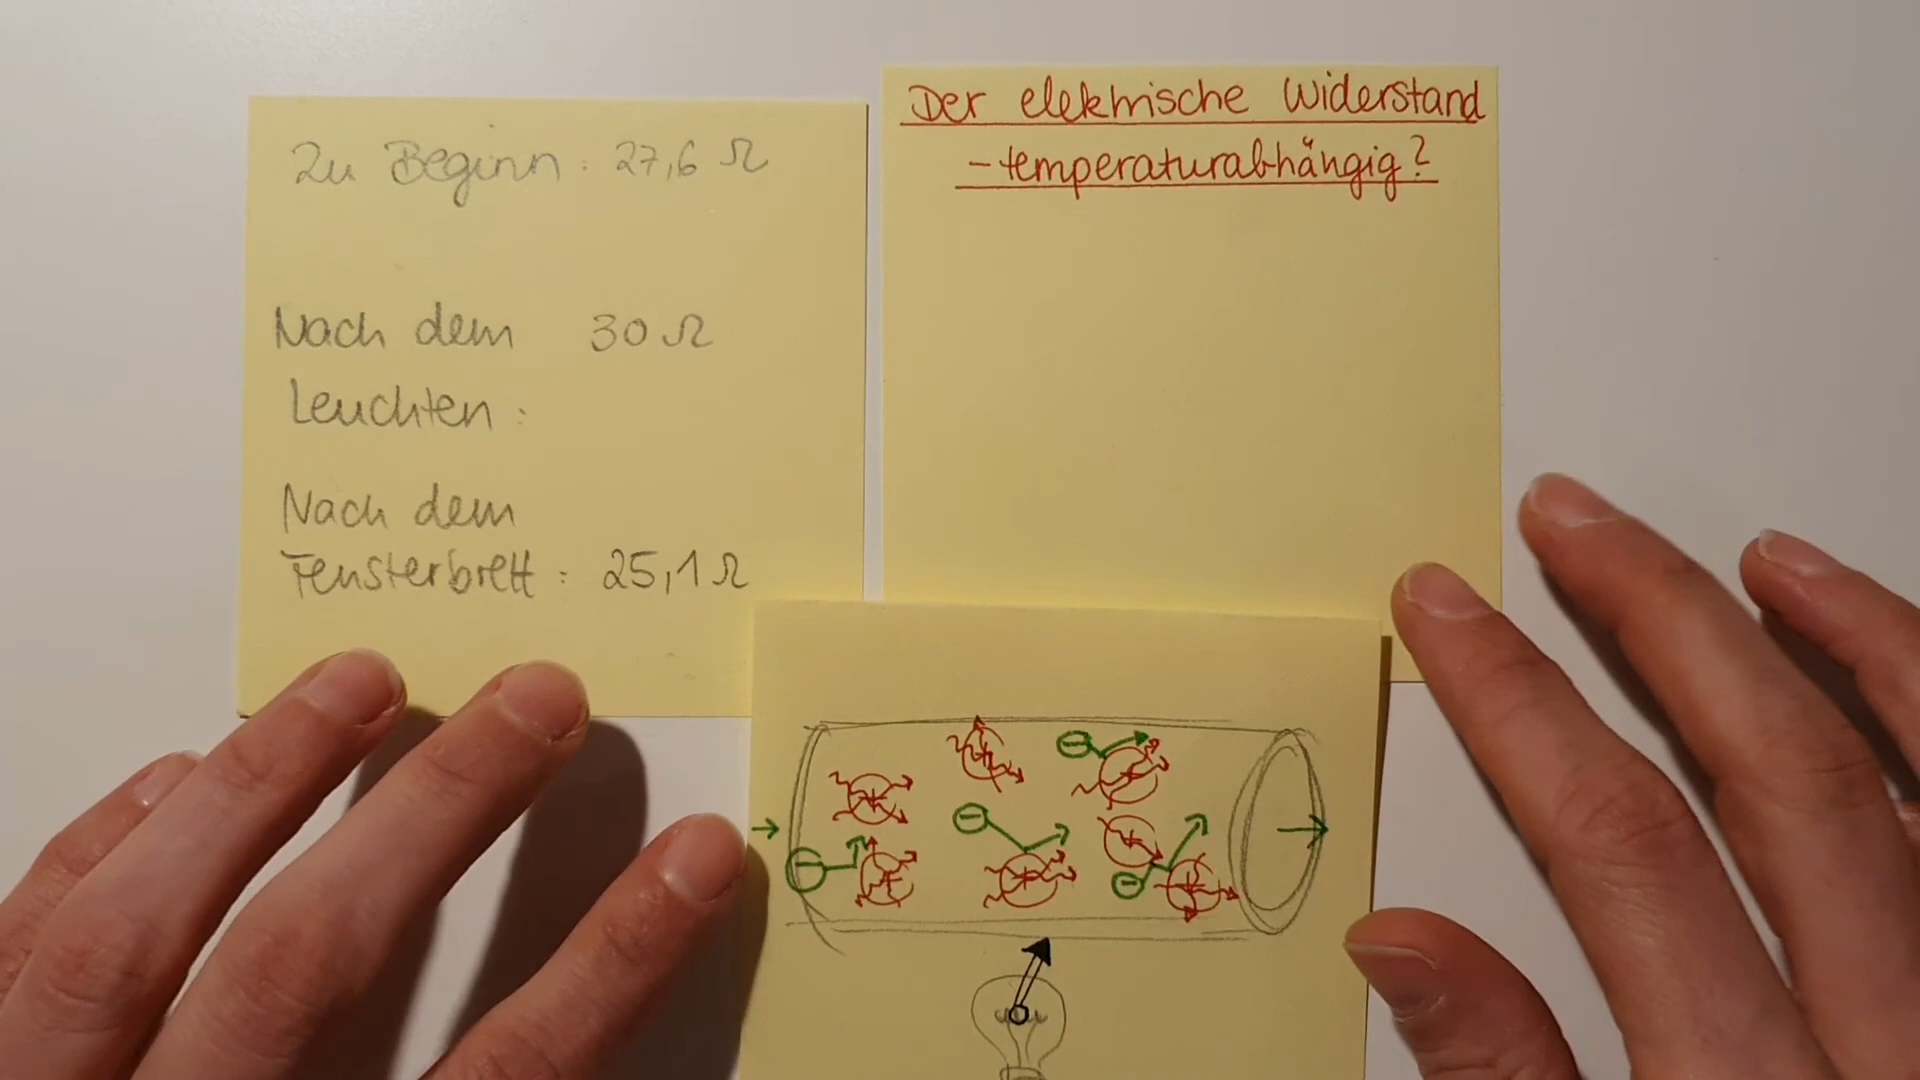 Zu Beginn: 27,6 Ω
Nach dem 30 Ω
Leuchten:
Nach dem
Fensterbrett: 25,1 Ω
Der elektrische Widerstand
- temperaturabhängig?